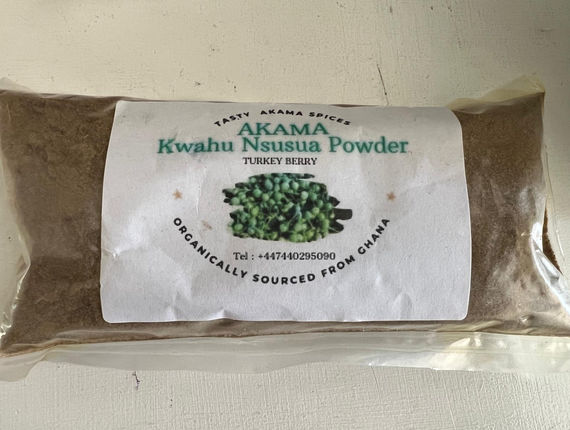 TASTY AKAMA SPICES
AKAMA
Kwahu Nsusua Powder
TURKEY BERRY
Tel : +447440295090
ORGANICALLY SOURCED FROM GHANA